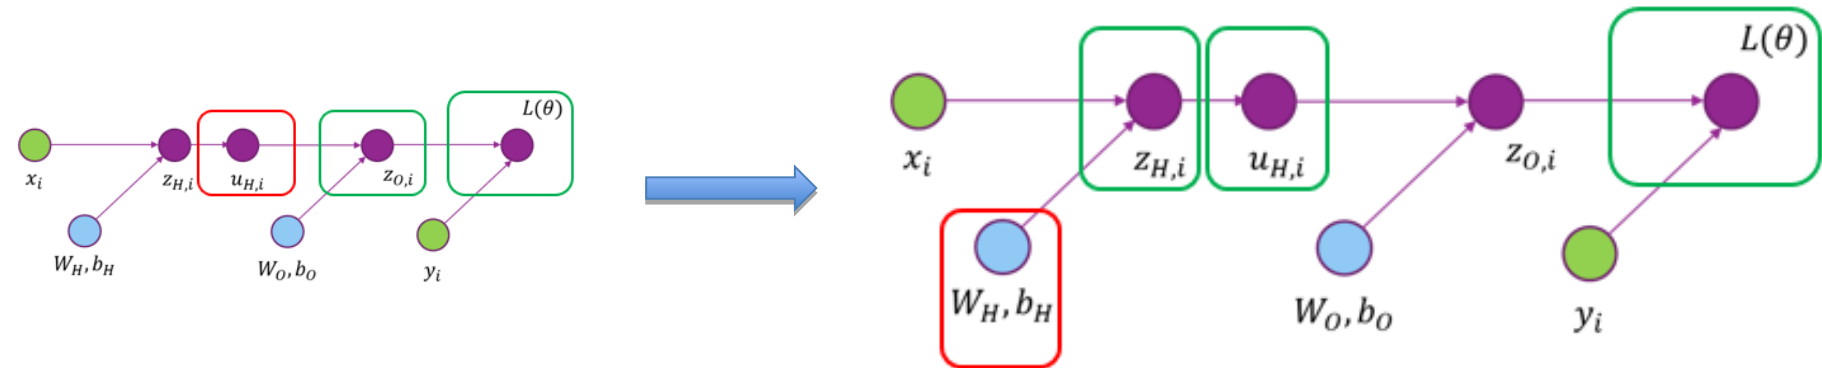 L(θ)
x_i
z_{H,i}
u_{H,i}
z_{O,i}
W_H, b_H
W_O, b_O
y_i
L(θ)
x_i
z_{H,i}
u_{H,i}
z_{O,i}
W_H, b_H
W_O, b_O
y_i